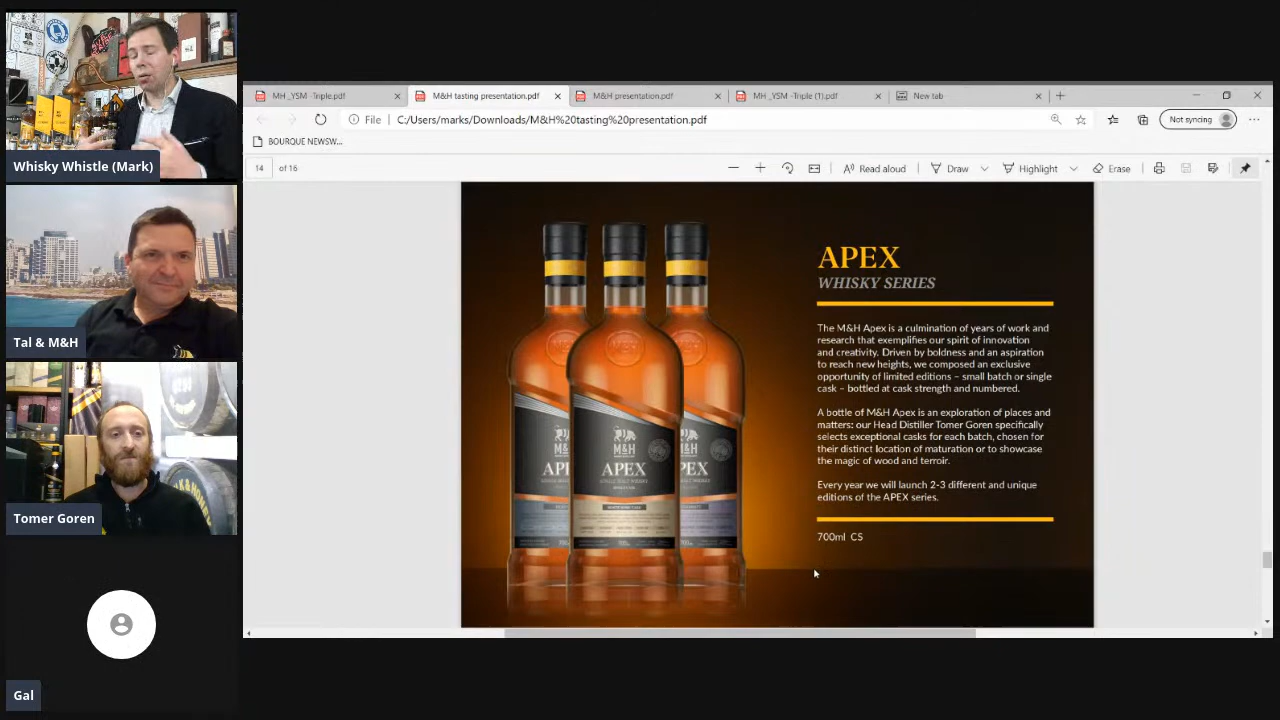 Whisky Whistle (Mark)
Tal & M&H
Tomer Goren
Gal
MH _YSM -Triple.pdf
M&H tasting presentation.pdf
M&H presentation.pdf
MH _YSM -Triple (1).pdf
New tab
File
C:/Users/marks/Downloads/M&H%20tasting%20presentation.pdf
Not syncing
BOURQUE NEWSW...
14 of 16
Read aloud
Draw
Highlight
Erase
APEX
WHISKY SERIES
The M&H Apex is a culmination of years of work and
research that exemplifies our spirit of innovation
and creativity. Driven by boldness and an aspiration
to reach new heights, we composed an exclusive
opportunity of limited editions – small batch or single
cask – bottled at cask strength and numbered.
A bottle of M&H Apex is an exploration of places and
matters: our Head Distiller Tomer Goren specifically
selects exceptional casks for each batch, chosen for
their distinct location of maturation or to showcase
the magic of wood and terroir.
Every year we will launch 2-3 different and unique
editions of the APEX series.
700ml CS
M&H
APEX